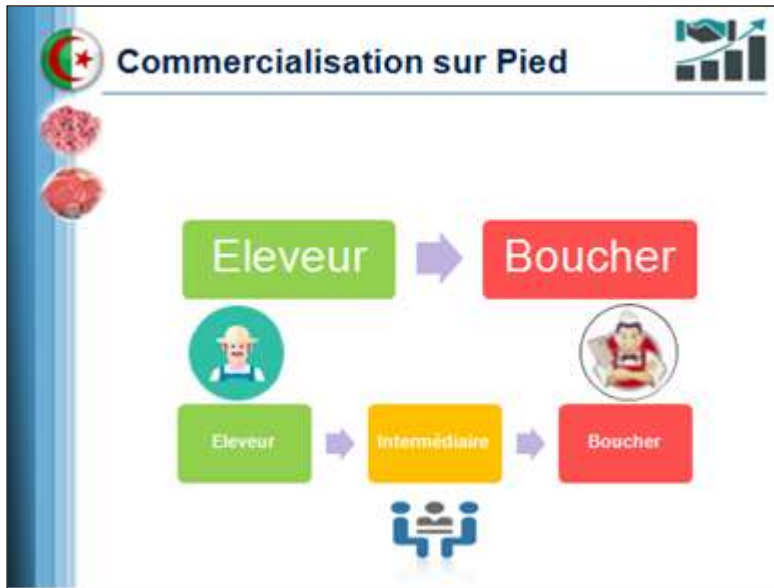 Commercialisation sur Pied
Eleveur
Boucher
Eleveur
Intermédiaire
Boucher